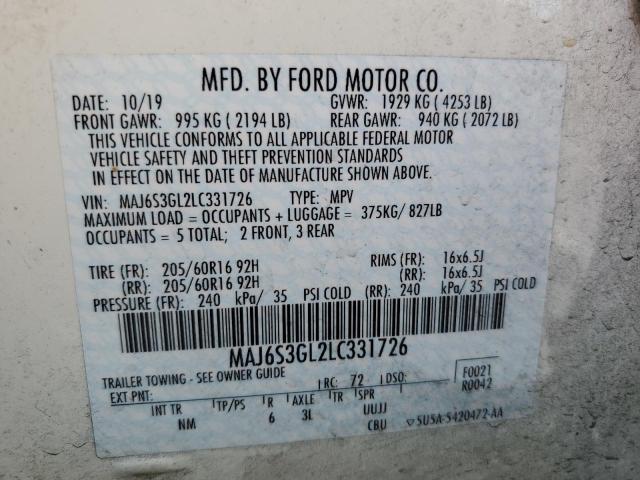 MFD. BY FORD MOTOR CO.
DATE: 10/19 GVWR: 1929 KG ( 4253 LB)
FRONT GAWR: 995 KG ( 2194 LB) REAR GAWR: 940 KG ( 2072 LB)
THIS VEHICLE CONFORMS TO ALL APPLICABLE FEDERAL MOTOR
VEHICLE SAFETY AND THEFT PREVENTION STANDARDS
IN EFFECT ON THE DATE OF MANUFACTURE SHOWN ABOVE.
VIN: MAJ6S3GL2LC331726 TYPE: MPV
MAXIMUM LOAD = OCCUPANTS + LUGGAGE = 375KG/ 827LB
OCCUPANTS = 5 TOTAL; 2 FRONT, 3 REAR
TIRE (FR): 205/60R16 92H RIMS (FR): 16x6.5J
(RR): 205/60R16 92H (RR): 16x6.5J
PRESSURE (FR): 240 kPa/ 35 PSI COLD (RR): 240 kPa/ 35 PSI COLD
MAJ6S3GL2LC331726
TRAILER TOWING - SEE OWNER GUIDE F0021
EXT PNT: RC: 72 DSO: R0042
INT TR TP/PS R AXLE TR SPR
NM 6 3L UUJJ
CBU 5U5A-5420472-AA